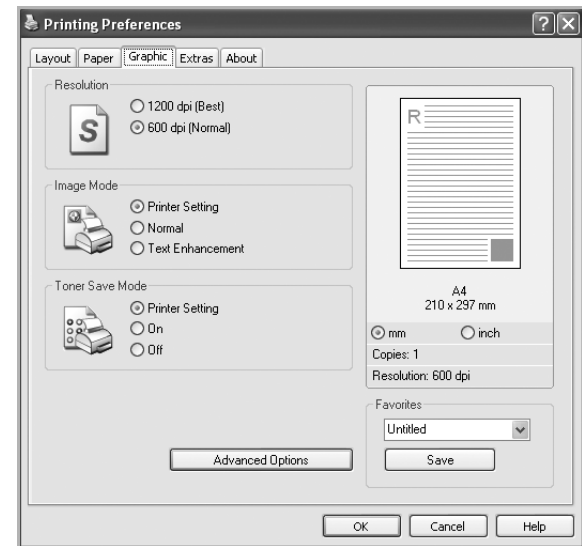 Printing Preferences
Layout Paper Graphic Extras About
Resolution
S
1200 dpi (Best)
600 dpi (Normal)
Image Mode
Printer Setting
Normal
Text Enhancement
Toner Save Mode
Printer Setting
On
Off
Advanced Options
R
A4
210 x 297 mm
mm inch
Copies: 1
Resolution: 600 dpi
Favorites
Untitled
Save
OK Cancel Help